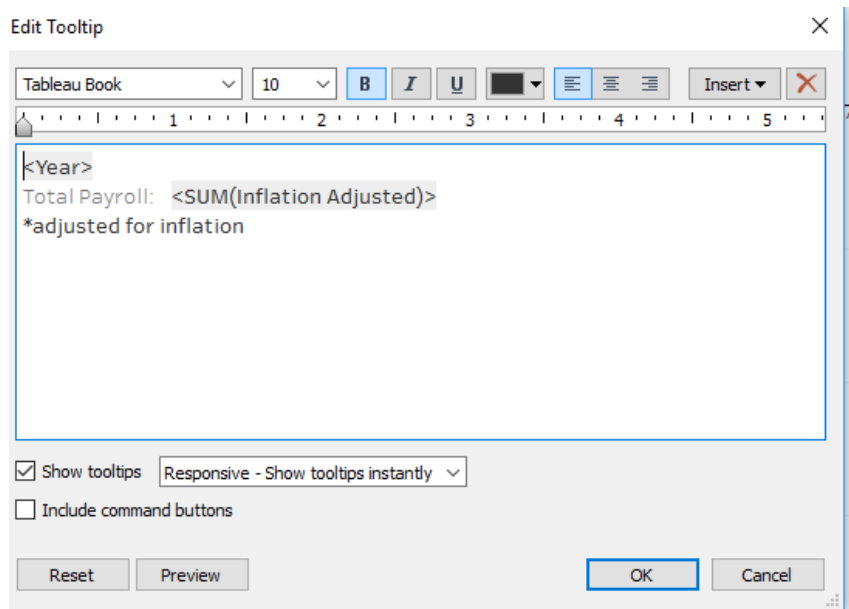 Edit Tooltip
Tableau Book 10 B I U Insert
1 2 3 4 5
<Year>
Total Payroll: <SUM(Inflation Adjusted)>
*adjusted for inflation
Show tooltips Responsive - Show tooltips instantly
Include command buttons
Reset Preview OK Cancel